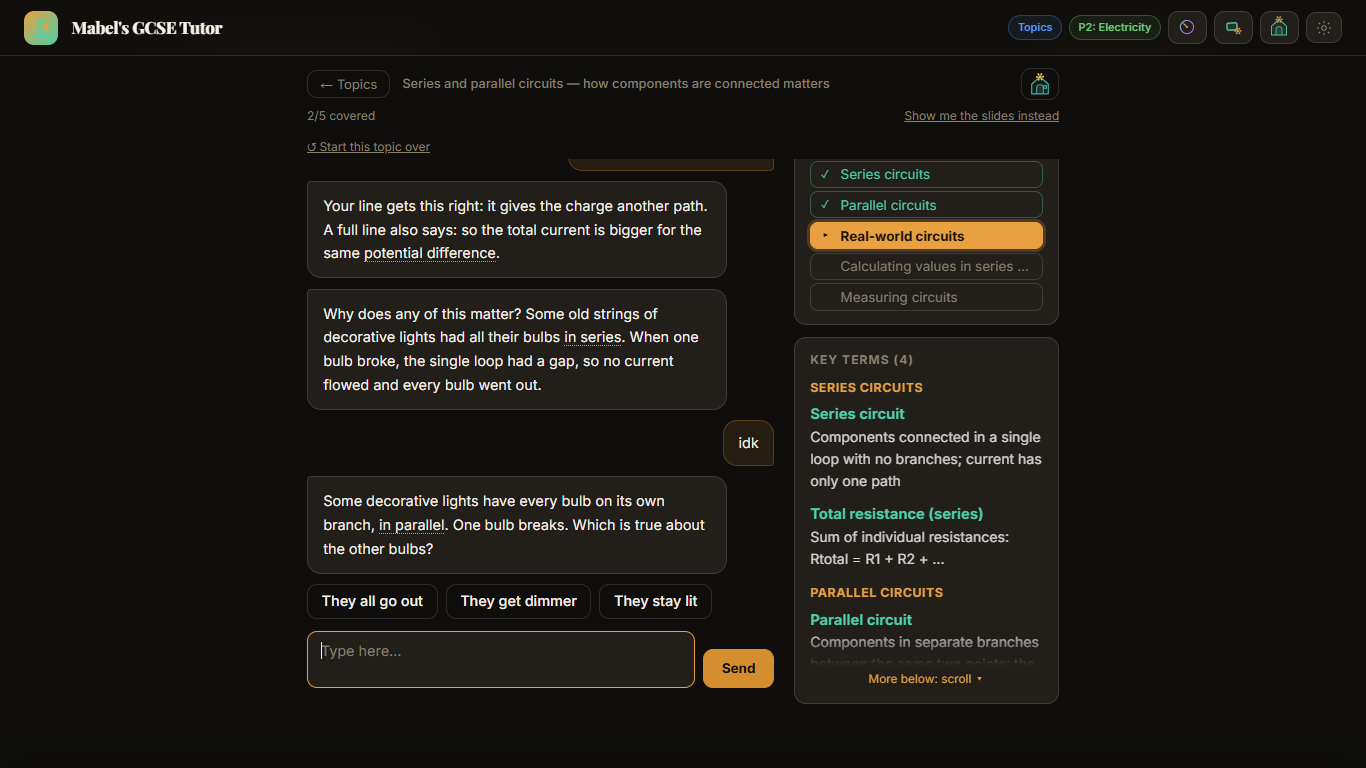 Mabel's GCSE Tutor
Topics
P2: Electricity
← Topics
Series and parallel circuits — how components are connected matters
2/5 covered
Show me the slides instead
↺ Start this topic over
Your line gets this right: it gives the charge another path.
A full line also says: so the total current is bigger for the
same potential difference.
Why does any of this matter? Some old strings of
decorative lights had all their bulbs in series. When one
bulb broke, the single loop had a gap, so no current
flowed and every bulb went out.
idk
Some decorative lights have every bulb on its own
branch, in parallel. One bulb breaks. Which is true about
the other bulbs?
They all go out
They get dimmer
They stay lit
Type here...
Send
✓ Series circuits
✓ Parallel circuits
▸ Real-world circuits
Calculating values in series ...
Measuring circuits
KEY TERMS (4)
SERIES CIRCUITS
Series circuit
Components connected in a single
loop with no branches; current has
only one path
Total resistance (series)
Sum of individual resistances:
Rtotal = R1 + R2 + ...
PARALLEL CIRCUITS
Parallel circuit
Components in separate branches
between the same two points; the
More below: scroll ▾